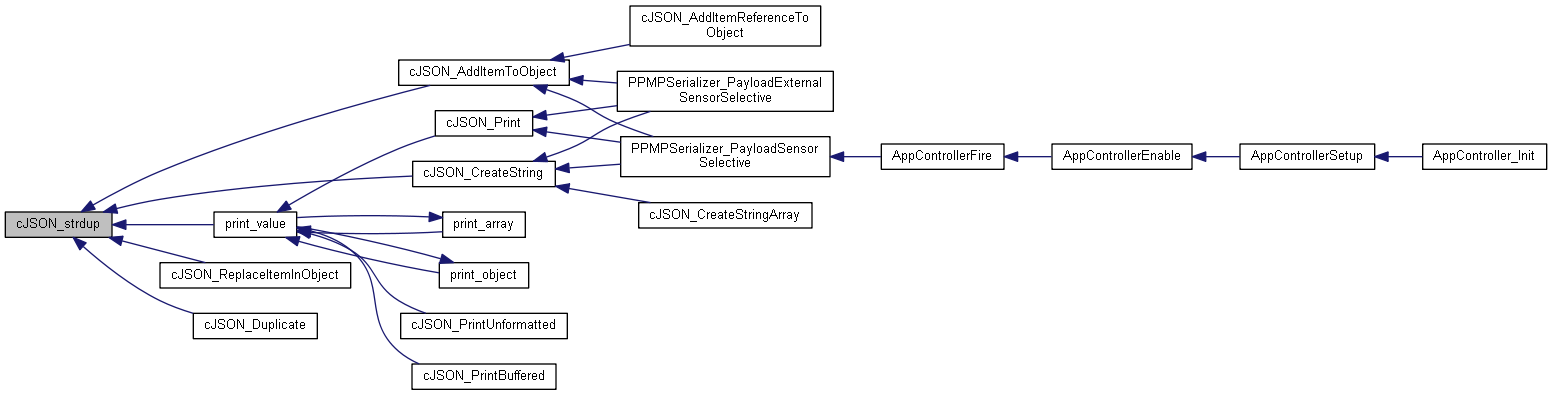 cJSON_AddItemReferenceTo
Object
cJSON_AddItemToObject
PPMPSerializer_PayloadExternal
SensorSelective
cJSON_Print
PPMPSerializer_PayloadSensor
Selective
AppControllerFire
AppControllerEnable
AppControllerSetup
AppController_Init
cJSON_CreateString
cJSON_CreateStringArray
cJSON_strdup
print_value
print_array
cJSON_ReplaceItemInObject
print_object
cJSON_Duplicate
cJSON_PrintUnformatted
cJSON_PrintBuffered